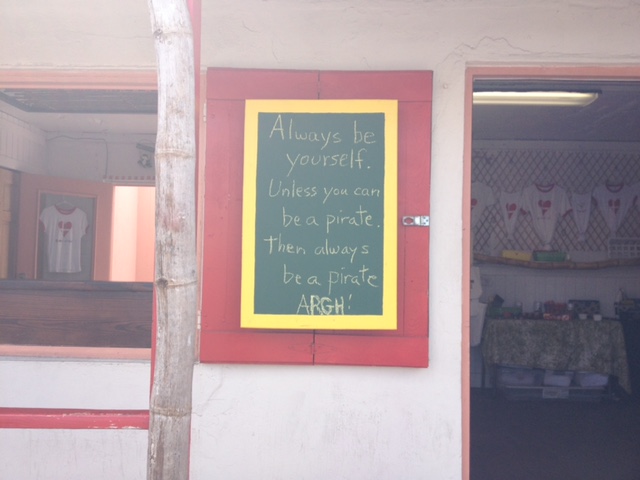 Always be
yourself.
Unless you can
be a pirate.
Then always
be a pirate
ARGH!